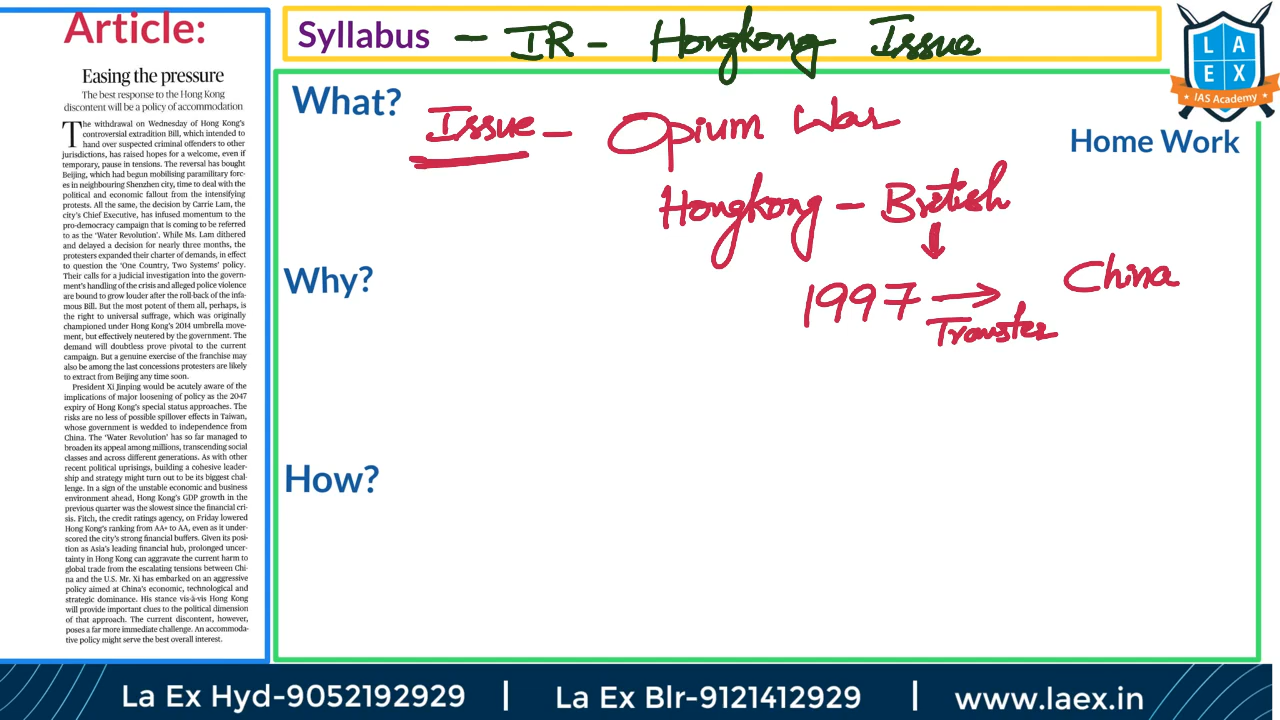 Article:
Easing the pressure
The best response to the Hong Kong
discontent will be a policy of accommodation
The withdrawal on Wednesday of Hong Kong's
controversial extradition Bill, which intended to
hand over suspected criminal offenders to other
jurisdictions, has raised hopes for a welcome, even if
temporary, pause in tensions. The reversal has bought
Beijing, which had begun mobilising paramilitary forc-
es in neighbouring Shenzhen city, time to deal with the
political and economic fallout from the intensifying
protests. All the same, the decision by Carrie Lam, the
city's Chief Executive, has infused momentum to the
pro-democracy campaign that is coming to be referred
to as the 'Water Revolution'. While Ms. Lam dithered
and delayed a decision for nearly three months, the
protesters expanded their charter of demands, in effect
to question the 'One Country, Two Systems' policy.
Their calls for a judicial investigation into the govern-
ment's handling of the crisis and alleged police violence
are bound to grow louder after the roll-back of the infa-
mous Bill. But the most potent of them all, perhaps, is
the right to universal suffrage, which was originally
championed under Hong Kong's 2014 umbrella move-
ment, but effectively neutered by the government. The
demand will doubtless prove pivotal to the current
campaign. But a genuine exercise of the franchise may
also be among the last concessions protesters are likely
to extract from Beijing any time soon.
President Xi Jinping would be acutely aware of the
implications of major loosening of policy as the 2047
expiry of Hong Kong's special status approaches. The
risks are no less of possible spillover effects in Taiwan,
whose government is wedded to independence from
China. The 'Water Revolution' has so far managed to
broaden its appeal among millions, transcending social
classes and across different generations. As with other
recent political uprisings, building a cohesive leader-
ship and strategy might turn out to be its biggest chal-
lenge. In a sign of the unstable economic and business
environment ahead, Hong Kong's GDP growth in the
previous quarter was the slowest since the financial cri-
sis. Fitch, the credit ratings agency, on Friday lowered
Hong Kong's ranking from AA+ to AA, even as it under-
scored the city's strong financial buffers. Given its posi-
tion as Asia's leading financial hub, prolonged uncer-
tainty in Hong Kong can aggravate the current harm to
global trade from the escalating tensions between Chi-
na and the U.S. Mr. Xi has embarked on an aggressive
policy aimed at China's economic, technological and
strategic dominance. His stance vis-à-vis Hong Kong
will provide important clues to the political dimension
of that approach. The current discontent, however,
poses a far more immediate challenge. An accommoda-
tive policy might serve the best overall interest.
Syllabus - IR - Hongkong Issue
LA
EX
IAS Academy
What?
Issue - Opium War
Home Work
Hongkong - British
Why?
1997 → China
Transfer
How?
La Ex Hyd-9052192929 | La Ex Blr-9121412929 | www.laex.in